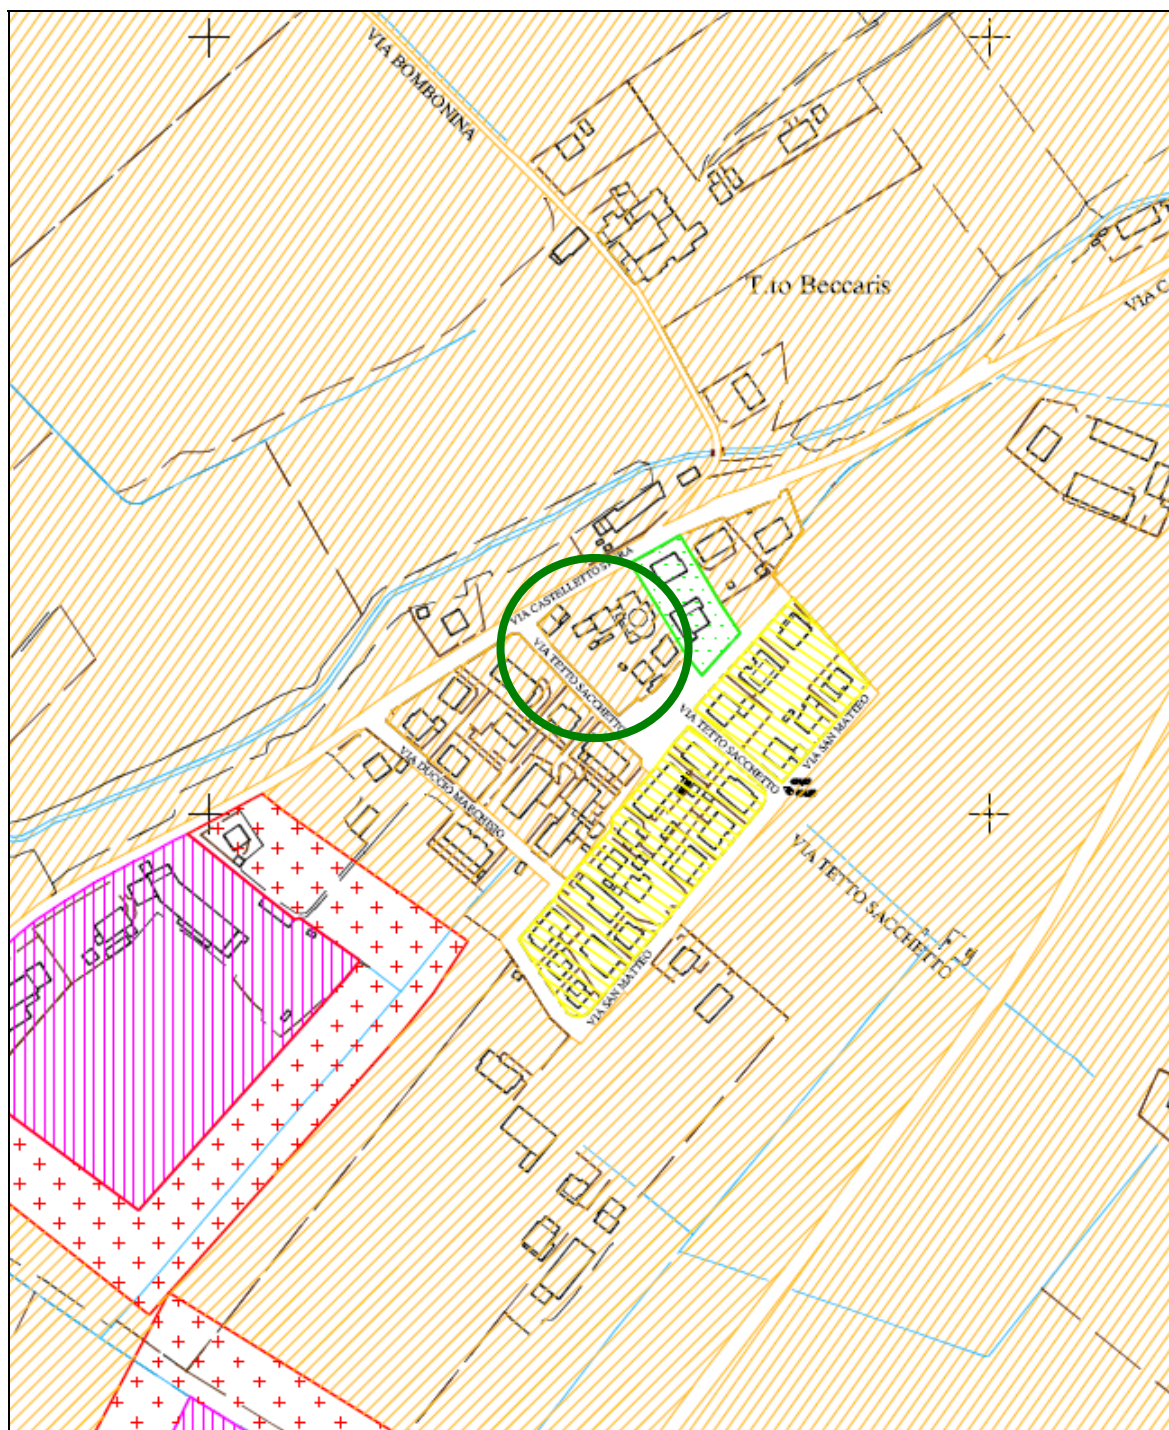 VIA BOMBONINA
T.to Beccaris
VIA C
VIA CASTELLETTO STURA
VIA TETTO SACCHETTO
VIA TETTO SACCHETTO
VIA SAN MATTEO
VIA DUCCIO MARCHISIO
VIA TETTO SACCHETTO
VIA SAN MATTEO